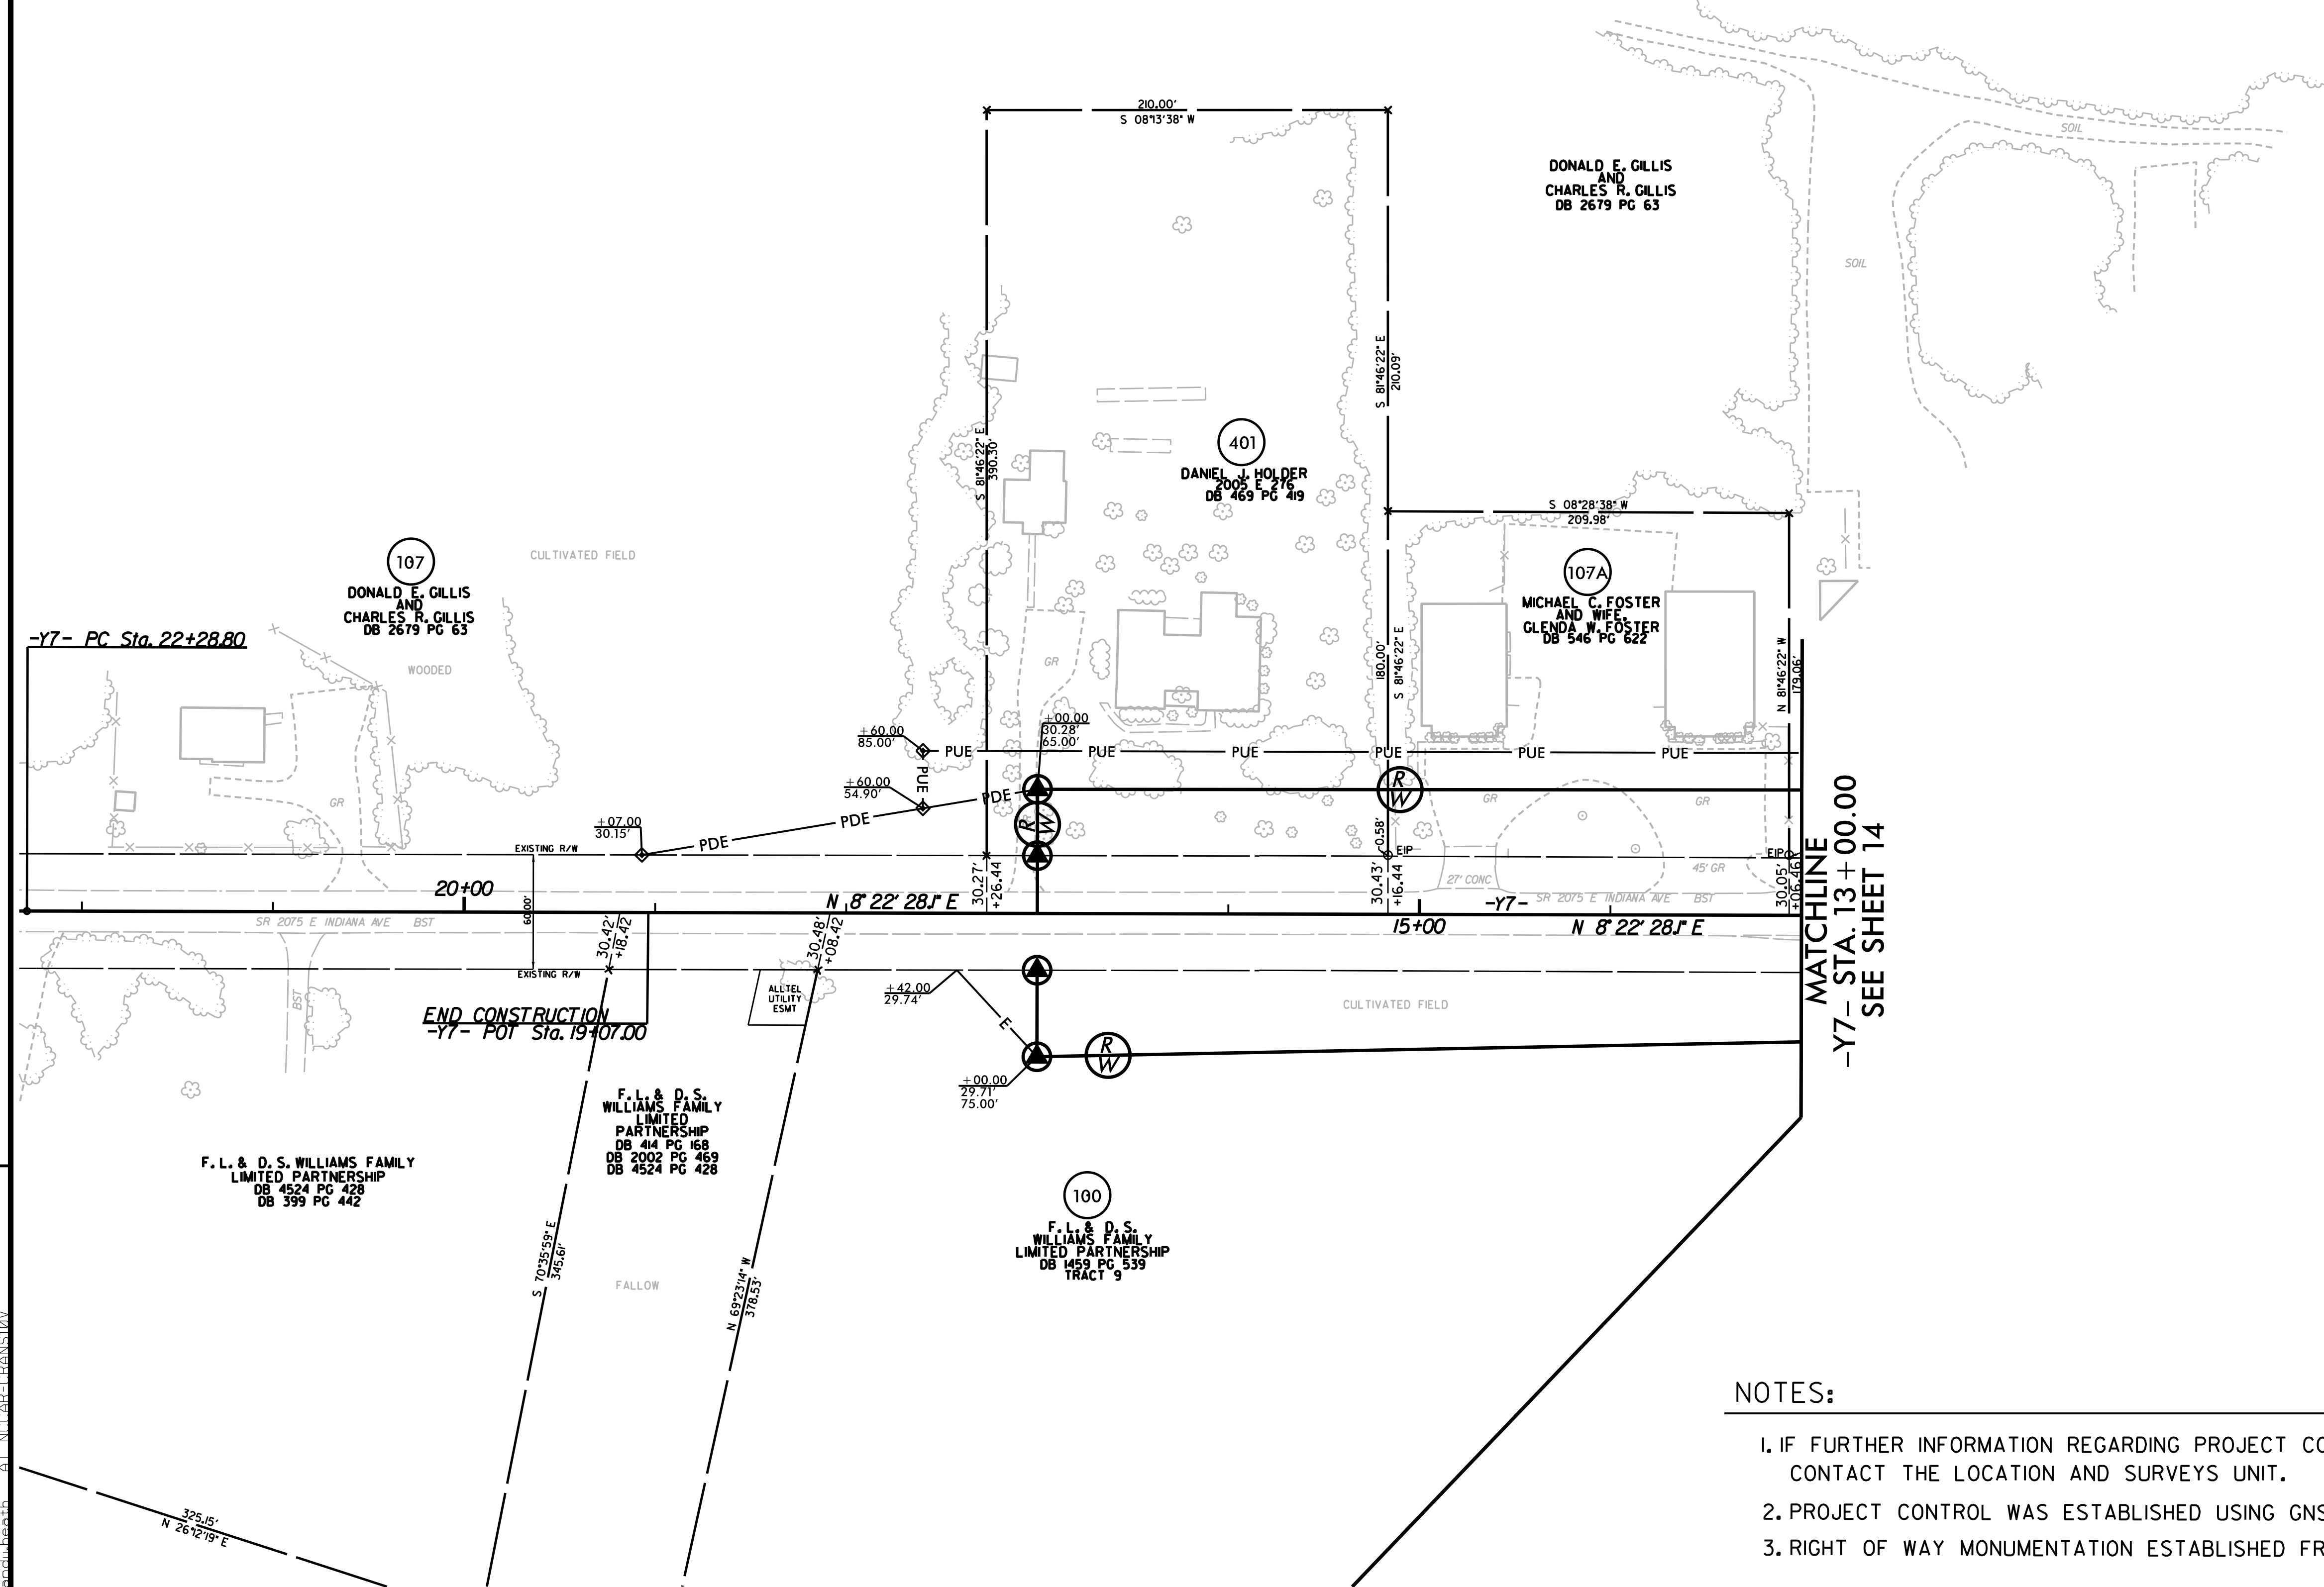 210.00'
S 08°13'38" W
SOIL
DONALD E. GILLIS
AND
CHARLES R. GILLIS
DB 2679 PG 63
SOIL
S 81°46'22" E
210.09'
S 81°46'22" E
390.30'
401
DANIEL J. HOLDER
2005 E 276
DB 469 PG 419
S 08°28'38" W
209.98'
107
DONALD E. GILLIS
AND
CHARLES R. GILLIS
DB 2679 PG 63
CULTIVATED FIELD
107A
MICHAEL C. FOSTER
AND WIFE,
GLENDA W. FOSTER
DB 546 PG 622
-Y7- PC Sta. 22+28.80
WOODED
GR
180.00'
S 81°46'22" E
N 81°46'22" W
179.06'
+60.00
85.00'
+00.00
30.28'
65.00'
PUE
PUE
PUE
PUE
PUE
PUE
PUE
+60.00
54.90'
PDE
PDE
PDE
R
W
R
W
GR
GR
GR
+07.00
30.15'
EXISTING R/W
0.58'
EIP
EIP
45' GR
27' CONC
20+00
60.00'
N 8° 22' 28.1" E
30.27'
+26.44
30.43'
+16.44
30.05'
+06.46
-Y7-
SR 2075 E INDIANA AVE BST
SR 2075 E INDIANA AVE BST
15+00
N 8° 22' 28.1" E
MATCHLINE
-Y7- STA. 13+00.00
SEE SHEET 14
30.42'
+18.42
30.48'
+08.42
EXISTING R/W
BST
ALLTEL
UTILITY
ESMT
+42.00
29.74'
E
CULTIVATED FIELD
END CONSTRUCTION
-Y7- POT Sta. 19+07.00
R
W
+00.00
29.71'
75.00'
F. L. & D. S.
WILLIAMS FAMILY
LIMITED
PARTNERSHIP
DB 414 PG 168
DB 2002 PG 469
DB 4524 PG 428
F. L. & D. S. WILLIAMS FAMILY
LIMITED PARTNERSHIP
DB 4524 PG 428
DB 399 PG 442
100
F. L. & D. S.
WILLIAMS FAMILY
LIMITED PARTNERSHIP
DB 1459 PG 539
TRACT 9
S 70°35'59" E
345.61'
FALLOW
N 69°23'14" W
378.53'
325.15'
N 26°12'19" E
NOTES:
1. IF FURTHER INFORMATION REGARDING PROJECT CO
CONTACT THE LOCATION AND SURVEYS UNIT.
2. PROJECT CONTROL WAS ESTABLISHED USING GNS
3. RIGHT OF WAY MONUMENTATION ESTABLISHED FR